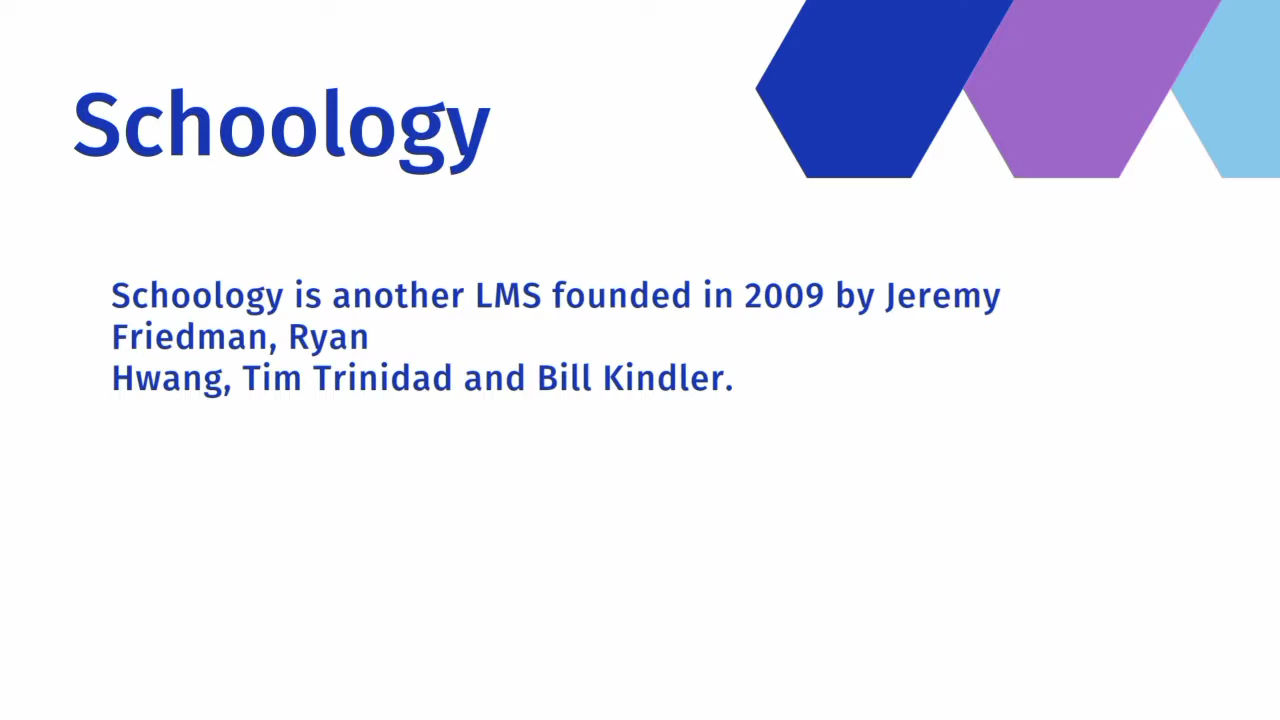 Schoology
Schoology is another LMS founded in 2009 by Jeremy
Friedman, Ryan
Hwang, Tim Trinidad and Bill Kindler.